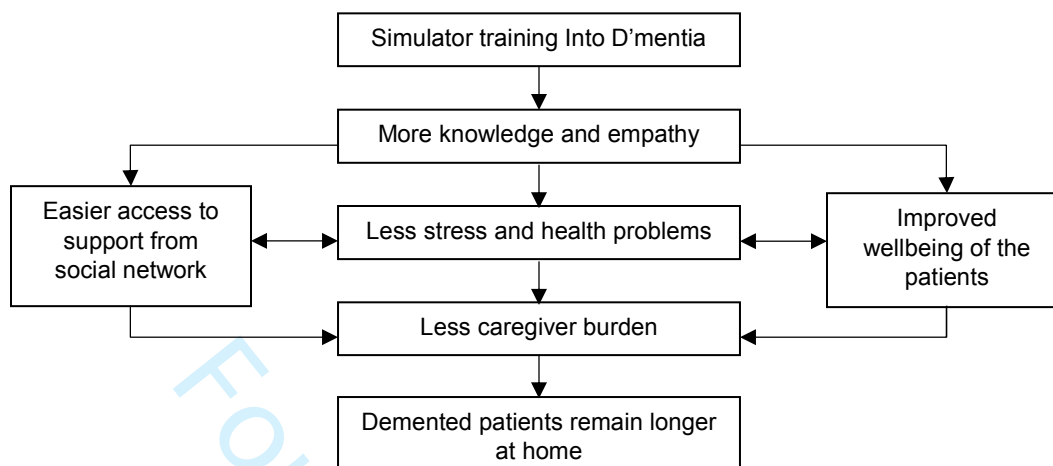 Simulator training Into D’mentia
More knowledge and empathy
Easier access to
support from
social network
Less stress and health problems
Improved
wellbeing of the
patients
Less caregiver burden
Demented patients remain longer
at home
Fo